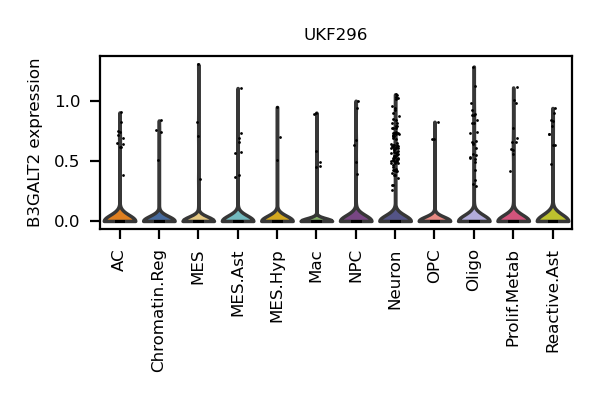 UKF296
B3GALT2 expression
1.0
0.5
0.0
AC
Chromatin.Reg
MES
MES.Ast
MES.Hyp
Mac
NPC
Neuron
OPC
Oligo
Prolif.Metab
Reactive.Ast